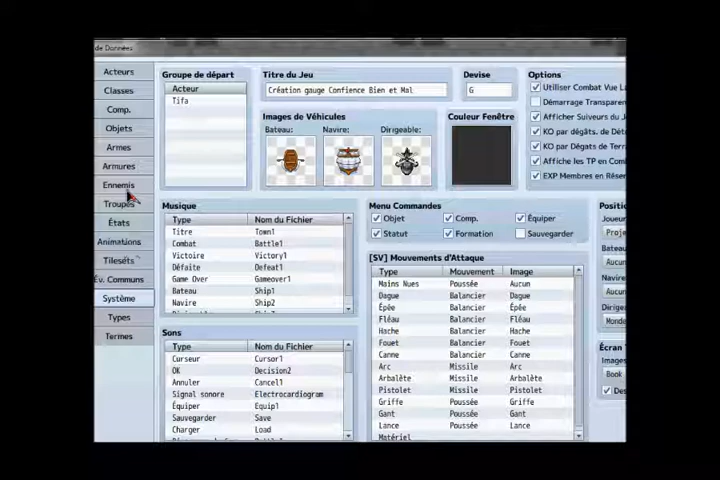 de Données
Acteurs
Classes
Comp.
Objets
Armes
Armures
Ennemis
Troupes
États
Animations
Tilesets
Év. Communs
Système
Types
Termes
Groupe de départ
Acteur
Tifa
Titre du Jeu
Création gauge Confience Bien et Mal
Devise
G
Images de Véhicules
Bateau:
Navire:
Dirigeable:
Couleur Fenêtre
Options
Utiliser Combat Vue La
Démarrage Transparen
Afficher Suiveurs du J
KO par dégâts. de Dét
KO par Dégats de Terra
Affiche les TP en Comb
EXP Membres en Réser
Musique
Type Nom du Fichier
Titre Town1
Combat Battle1
Victoire Victory1
Défaite Defeat1
Game Over Gameover1
Bateau Ship1
Navire Ship2
Sons
Type Nom du Fichier
Curseur Cursor1
OK Decision2
Annuler Cancel1
Signal sonore Electrocardiogram
Équiper Equip1
Sauvegarder Save
Charger Load
Menu Commandes
Objet Comp. Équiper
Statut Formation Sauvegarder
[SV] Mouvements d'Attaque
Type Mouvement Image
Mains Nues Poussée Aucun
Dague Balancier Dague
Épée Balancier Épée
Fléau Balancier Fléau
Hache Balancier Hache
Fouet Balancier Fouet
Canne Balancier Canne
Arc Missile Arc
Arbalète Missile Arbalète
Pistolet Missile Pistolet
Griffe Poussée Griffe
Gant Poussée Gant
Lance Poussée Lance
Matériel
Positio
Joueur
Proje
Bateau
Aucun
Navire
Aucun
Monde
Écran T
Images
Book
Des